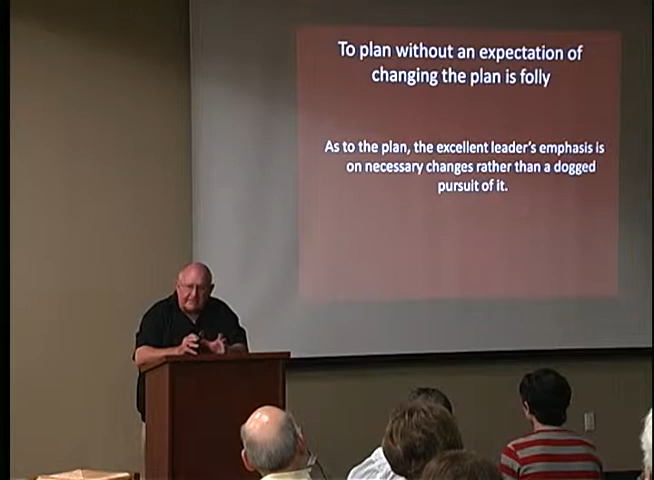 To plan without an expectation of
changing the plan is folly
As to the plan, the excellent leader's emphasis is
on necessary changes rather than a dogged
pursuit of it.